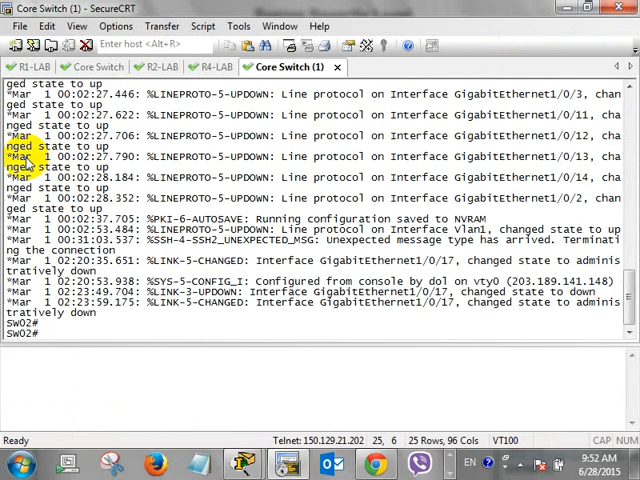 Core Switch (1) - SecureCRT
File Edit View Options Transfer Script Tools Window Help
Enter host <Alt+R>
R1-LAB Core Switch R2-LAB R4-LAB Core Switch (1)
ged state to up
*Mar  1 00:02:27.446: %LINEPROTO-5-UPDOWN: Line protocol on Interface GigabitEthernet1/0/3, chan
ged state to up
*Mar  1 00:02:27.622: %LINEPROTO-5-UPDOWN: Line protocol on Interface GigabitEthernet1/0/11, cha
nged state to up
*Mar  1 00:02:27.706: %LINEPROTO-5-UPDOWN: Line protocol on Interface GigabitEthernet1/0/12, cha
nged state to up
*Mar  1 00:02:27.790: %LINEPROTO-5-UPDOWN: Line protocol on Interface GigabitEthernet1/0/13, cha
nged state to up
*Mar  1 00:02:28.184: %LINEPROTO-5-UPDOWN: Line protocol on Interface GigabitEthernet1/0/14, cha
nged state to up
*Mar  1 00:02:28.352: %LINEPROTO-5-UPDOWN: Line protocol on Interface GigabitEthernet1/0/2, chan
ged state to up
*Mar  1 00:02:37.705: %PKI-6-AUTOSAVE: Running configuration saved to NVRAM
*Mar  1 00:02:53.484: %LINEPROTO-5-UPDOWN: Line protocol on Interface Vlan1, changed state to up
*Mar  1 00:31:03.537: %SSH-4-SSH2_UNEXPECTED_MSG: Unexpected message type has arrived. Terminati
ng the connection
*Mar  1 02:20:35.651: %LINK-5-CHANGED: Interface GigabitEthernet1/0/17, changed state to adminis
tratively down
*Mar  1 02:20:53.938: %SYS-5-CONFIG_I: Configured from console by dol on vty0 (203.189.141.148)
*Mar  1 02:23:49.704: %LINK-3-UPDOWN: Interface GigabitEthernet1/0/17, changed state to down
*Mar  1 02:23:59.175: %LINK-5-CHANGED: Interface GigabitEthernet1/0/17, changed state to adminis
tratively down
SW02#
SW02#
Ready Telnet: 150.129.21.202 25, 6 25 Rows, 96 Cols VT100 CAP NUM
EN 9:52 AM
6/28/2015